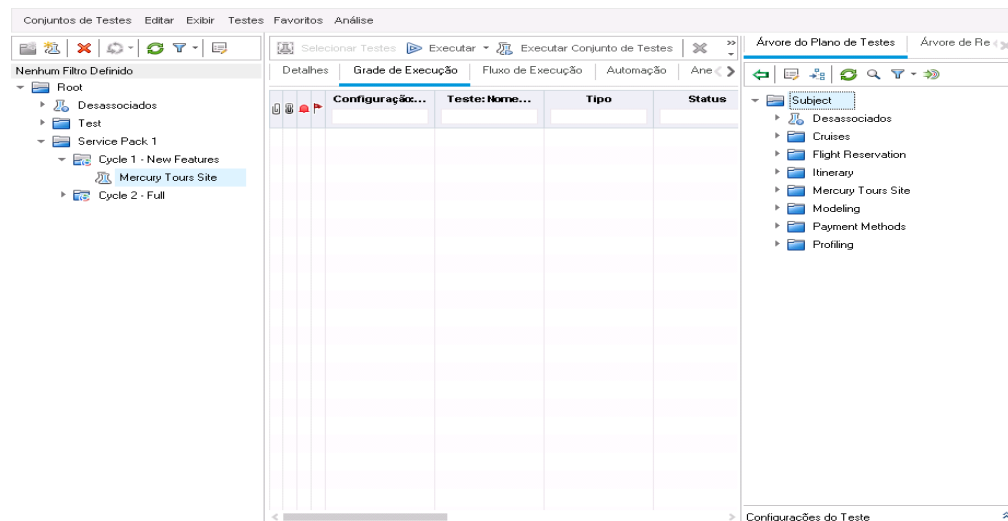 Conjuntos de Testes Editar Exibir Testes Favoritos Análise
Nenhum Filtro Definido
Root
Desassociados
Test
Service Pack 1
Cycle 1 - New Features
Mercury Tours Site
Cycle 2 - Full
Selecionar Testes Executar Executar Conjunto de Testes
Detalhes Grade de Execução Fluxo de Execução Automação Ane
Configuração:... Teste: Nome... Tipo Status
Árvore do Plano de Testes Árvore de Re
Subject
Desassociados
Cruises
Flight Reservation
Itinerary
Mercury Tours Site
Modeling
Payment Methods
Profiling
Configurações do Teste